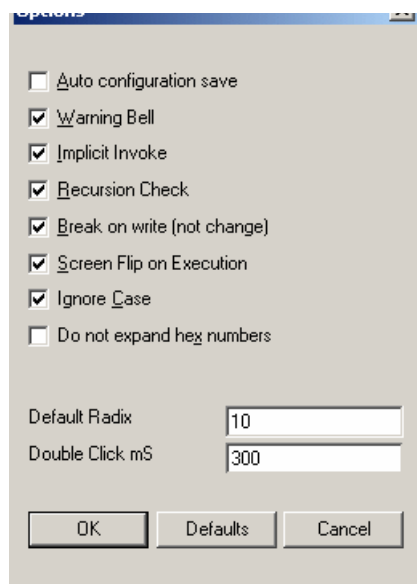 Options
Auto configuration save
Warning Bell
Implicit Invoke
Recursion Check
Break on write (not change)
Screen Flip on Execution
Ignore Case
Do not expand hex numbers
Default Radix 10
Double Click mS 300
OK Defaults Cancel